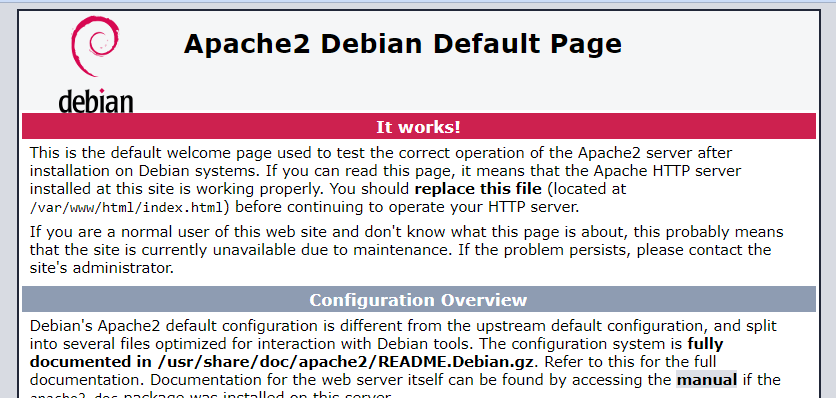 debian
Apache2 Debian Default Page
It works!
This is the default welcome page used to test the correct operation of the Apache2 server after
installation on Debian systems. If you can read this page, it means that the Apache HTTP server
installed at this site is working properly. You should replace this file (located at
/var/www/html/index.html) before continuing to operate your HTTP server.
If you are a normal user of this web site and don't know what this page is about, this probably means
that the site is currently unavailable due to maintenance. If the problem persists, please contact the
site's administrator.
Configuration Overview
Debian's Apache2 default configuration is different from the upstream default configuration, and split
into several files optimized for interaction with Debian tools. The configuration system is fully
documented in /usr/share/doc/apache2/README.Debian.gz. Refer to this for the full
documentation. Documentation for the web server itself can be found by accessing the manual if the
apache2-doc package was installed on this server.